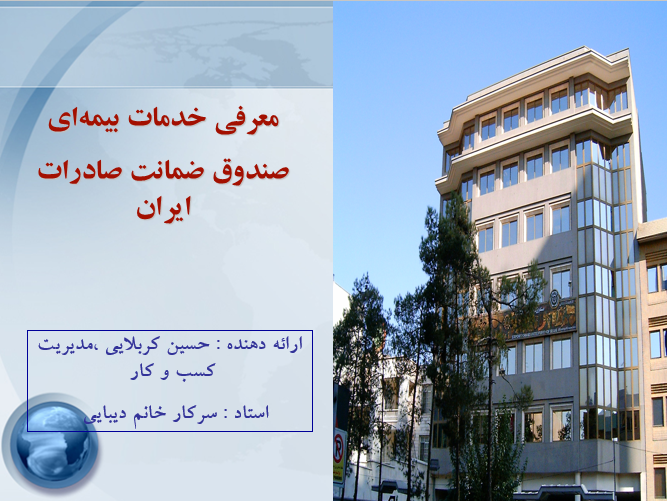 معرفی خدمات بیمه‌ای
صندوق ضمانت صادرات
ایران
ارائه دهنده : حسین کربلایی ،مدیریت
کسب و کار
استاد : سرکار خانم دیبایی